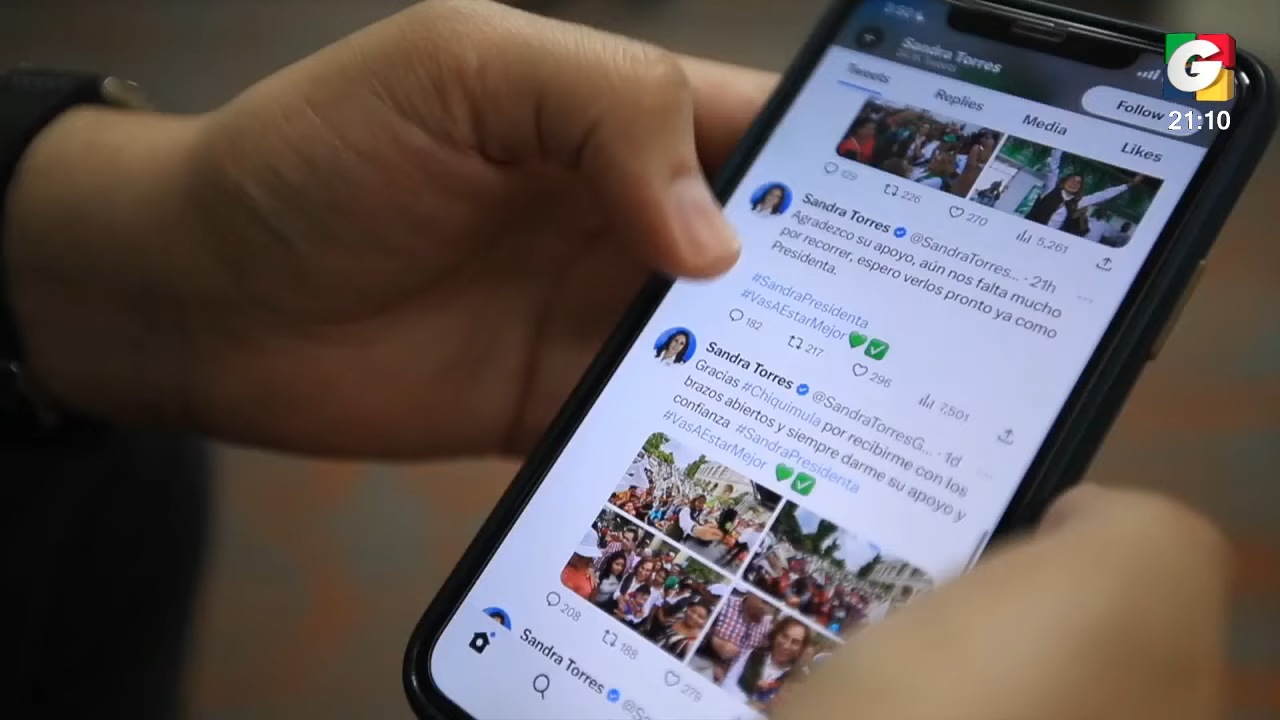 G
21:10
Sandra Torres
Tweets
Replies
Media
Likes
Follow
129
226
270
5,261
Sandra Torres @SandraTorres... · 21h
Agradezco su apoyo, aún nos falta mucho
por recorrer, espero verlos pronto ya como
Presidenta.
#SandraPresidenta
#VasAEstarMejor 💚✅
182
217
296
7,501
Sandra Torres @SandraTorresG... · 1d
Gracias #Chiquimula por recibirme con los
brazos abiertos y siempre darme su apoyo y
confianza #SandraPresidenta
#VasAEstarMejor 💚✅
208
188
279
Sandra Torres